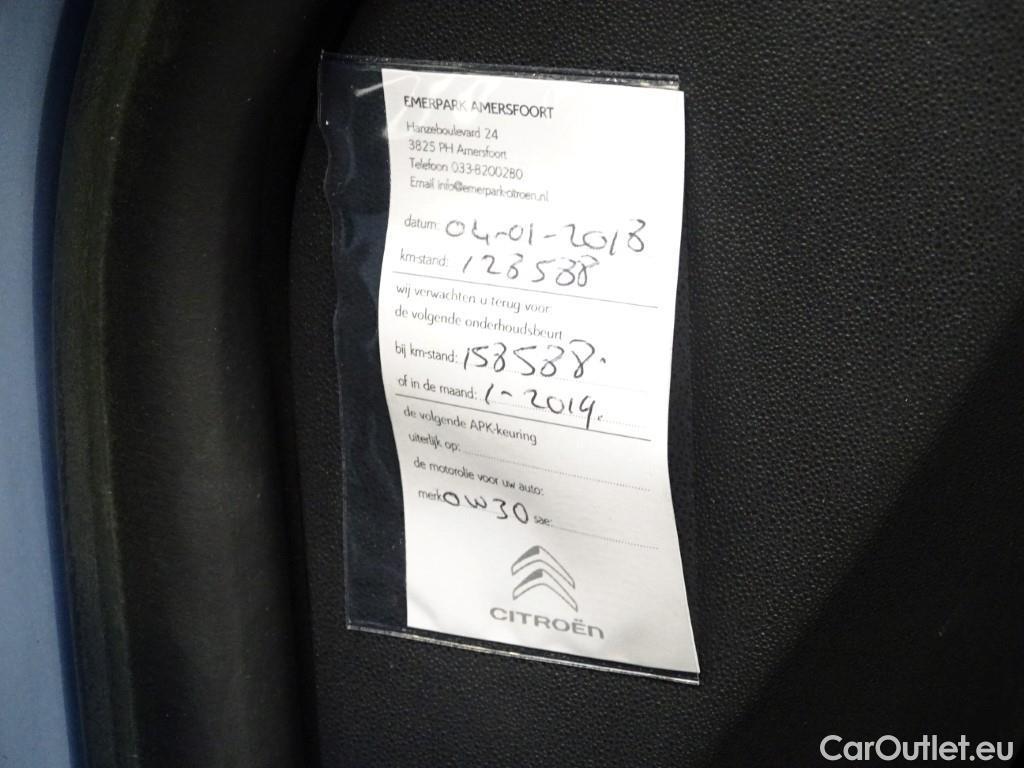 EMERPARK AMERSFOORT
Hanzeboulevard 24
3825 PH Amersfoort
Telefoon 033-8200280
Email info@emerpark-citroen.nl
datum: 04-01-2018
km-stand: 128588
wij verwachten u terug voor
de volgende onderhoudsbeurt
bij km-stand: 158588.
of in de maand: 1-2019.
de volgende APK-keuring
uiterlijk op:
de motorolie voor uw auto:
merk 0W30 sae:
CITROËN
CarOutlet.eu